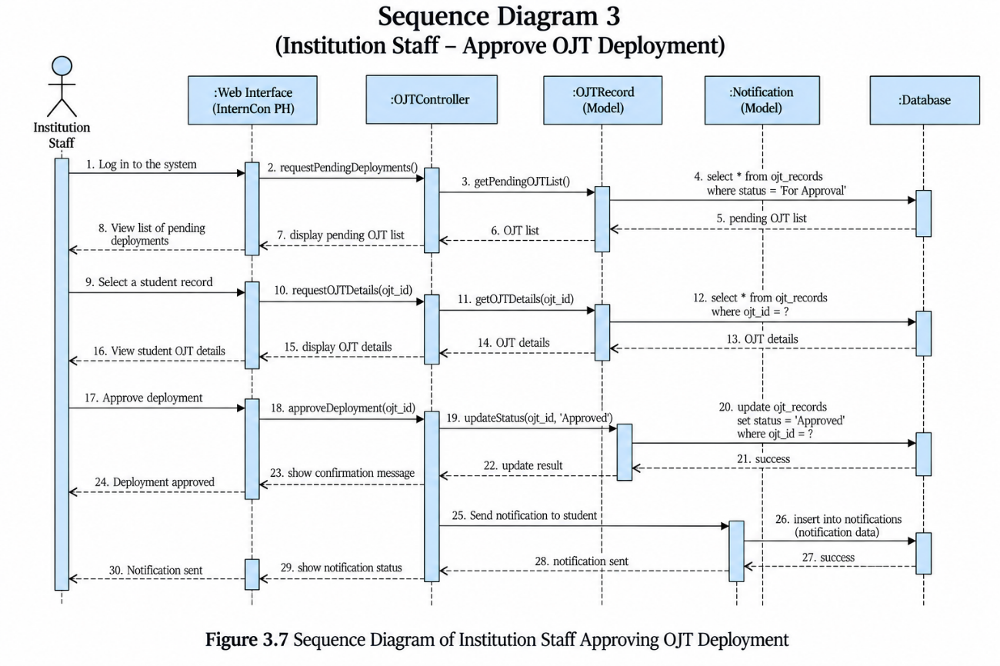 Sequence Diagram 3
(Institution Staff – Approve OJT Deployment)
Institution
Staff
:Web Interface
(InternCon PH)
:OJTController
:OJTRecord
(Model)
:Notification
(Model)
:Database
1. Log in to the system
2. requestPendingDeployments()
3. getPendingOJTList()
4. select * from ojt_records
where status = 'For Approval'
5. pending OJT list
6. OJT list
7. display pending OJT list
8. View list of pending
deployments
9. Select a student record
10. requestOJTDetails(ojt_id)
11. getOJTDetails(ojt_id)
12. select * from ojt_records
where ojt_id = ?
13. OJT details
14. OJT details
15. display OJT details
16. View student OJT details
17. Approve deployment
18. approveDeployment(ojt_id)
19. updateStatus(ojt_id, 'Approved')
20. update ojt_records
set status = 'Approved'
where ojt_id = ?
21. success
22. update result
23. show confirmation message
24. Deployment approved
25. Send notification to student
26. insert into notifications
(notification data)
27. success
28. notification sent
29. show notification status
30. Notification sent
Figure 3.7 Sequence Diagram of Institution Staff Approving OJT Deployment